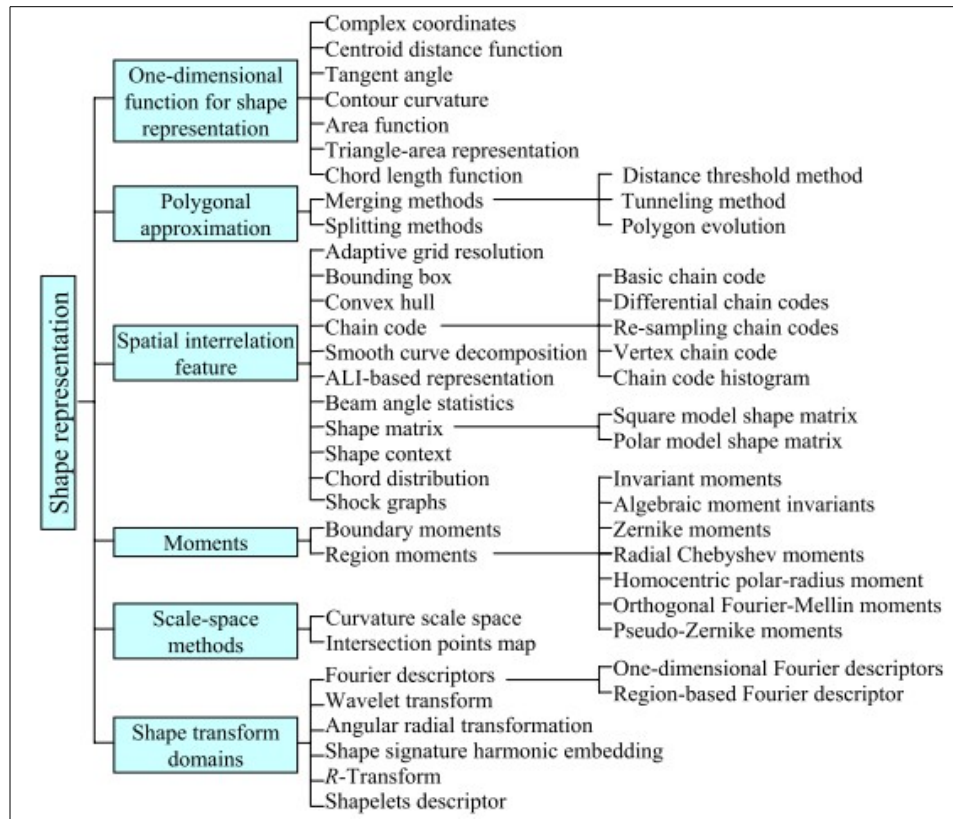 Shape representation
One-dimensional
function for shape
representation
Complex coordinates
Centroid distance function
Tangent angle
Contour curvature
Area function
Triangle-area representation
Chord length function
Polygonal
approximation
Merging methods
Distance threshold method
Tunneling method
Polygon evolution
Splitting methods
Spatial interrelation
feature
Adaptive grid resolution
Bounding box
Convex hull
Chain code
Basic chain code
Differential chain codes
Re-sampling chain codes
Vertex chain code
Chain code histogram
Smooth curve decomposition
ALI-based representation
Beam angle statistics
Shape matrix
Square model shape matrix
Polar model shape matrix
Shape context
Chord distribution
Shock graphs
Moments
Boundary moments
Region moments
Invariant moments
Algebraic moment invariants
Zernike moments
Radial Chebyshev moments
Homocentric polar-radius moment
Orthogonal Fourier-Mellin moments
Pseudo-Zernike moments
Scale-space
methods
Curvature scale space
Intersection points map
Shape transform
domains
Fourier descriptors
One-dimensional Fourier descriptors
Region-based Fourier descriptor
Wavelet transform
Angular radial transformation
Shape signature harmonic embedding
R-Transform
Shapelets descriptor